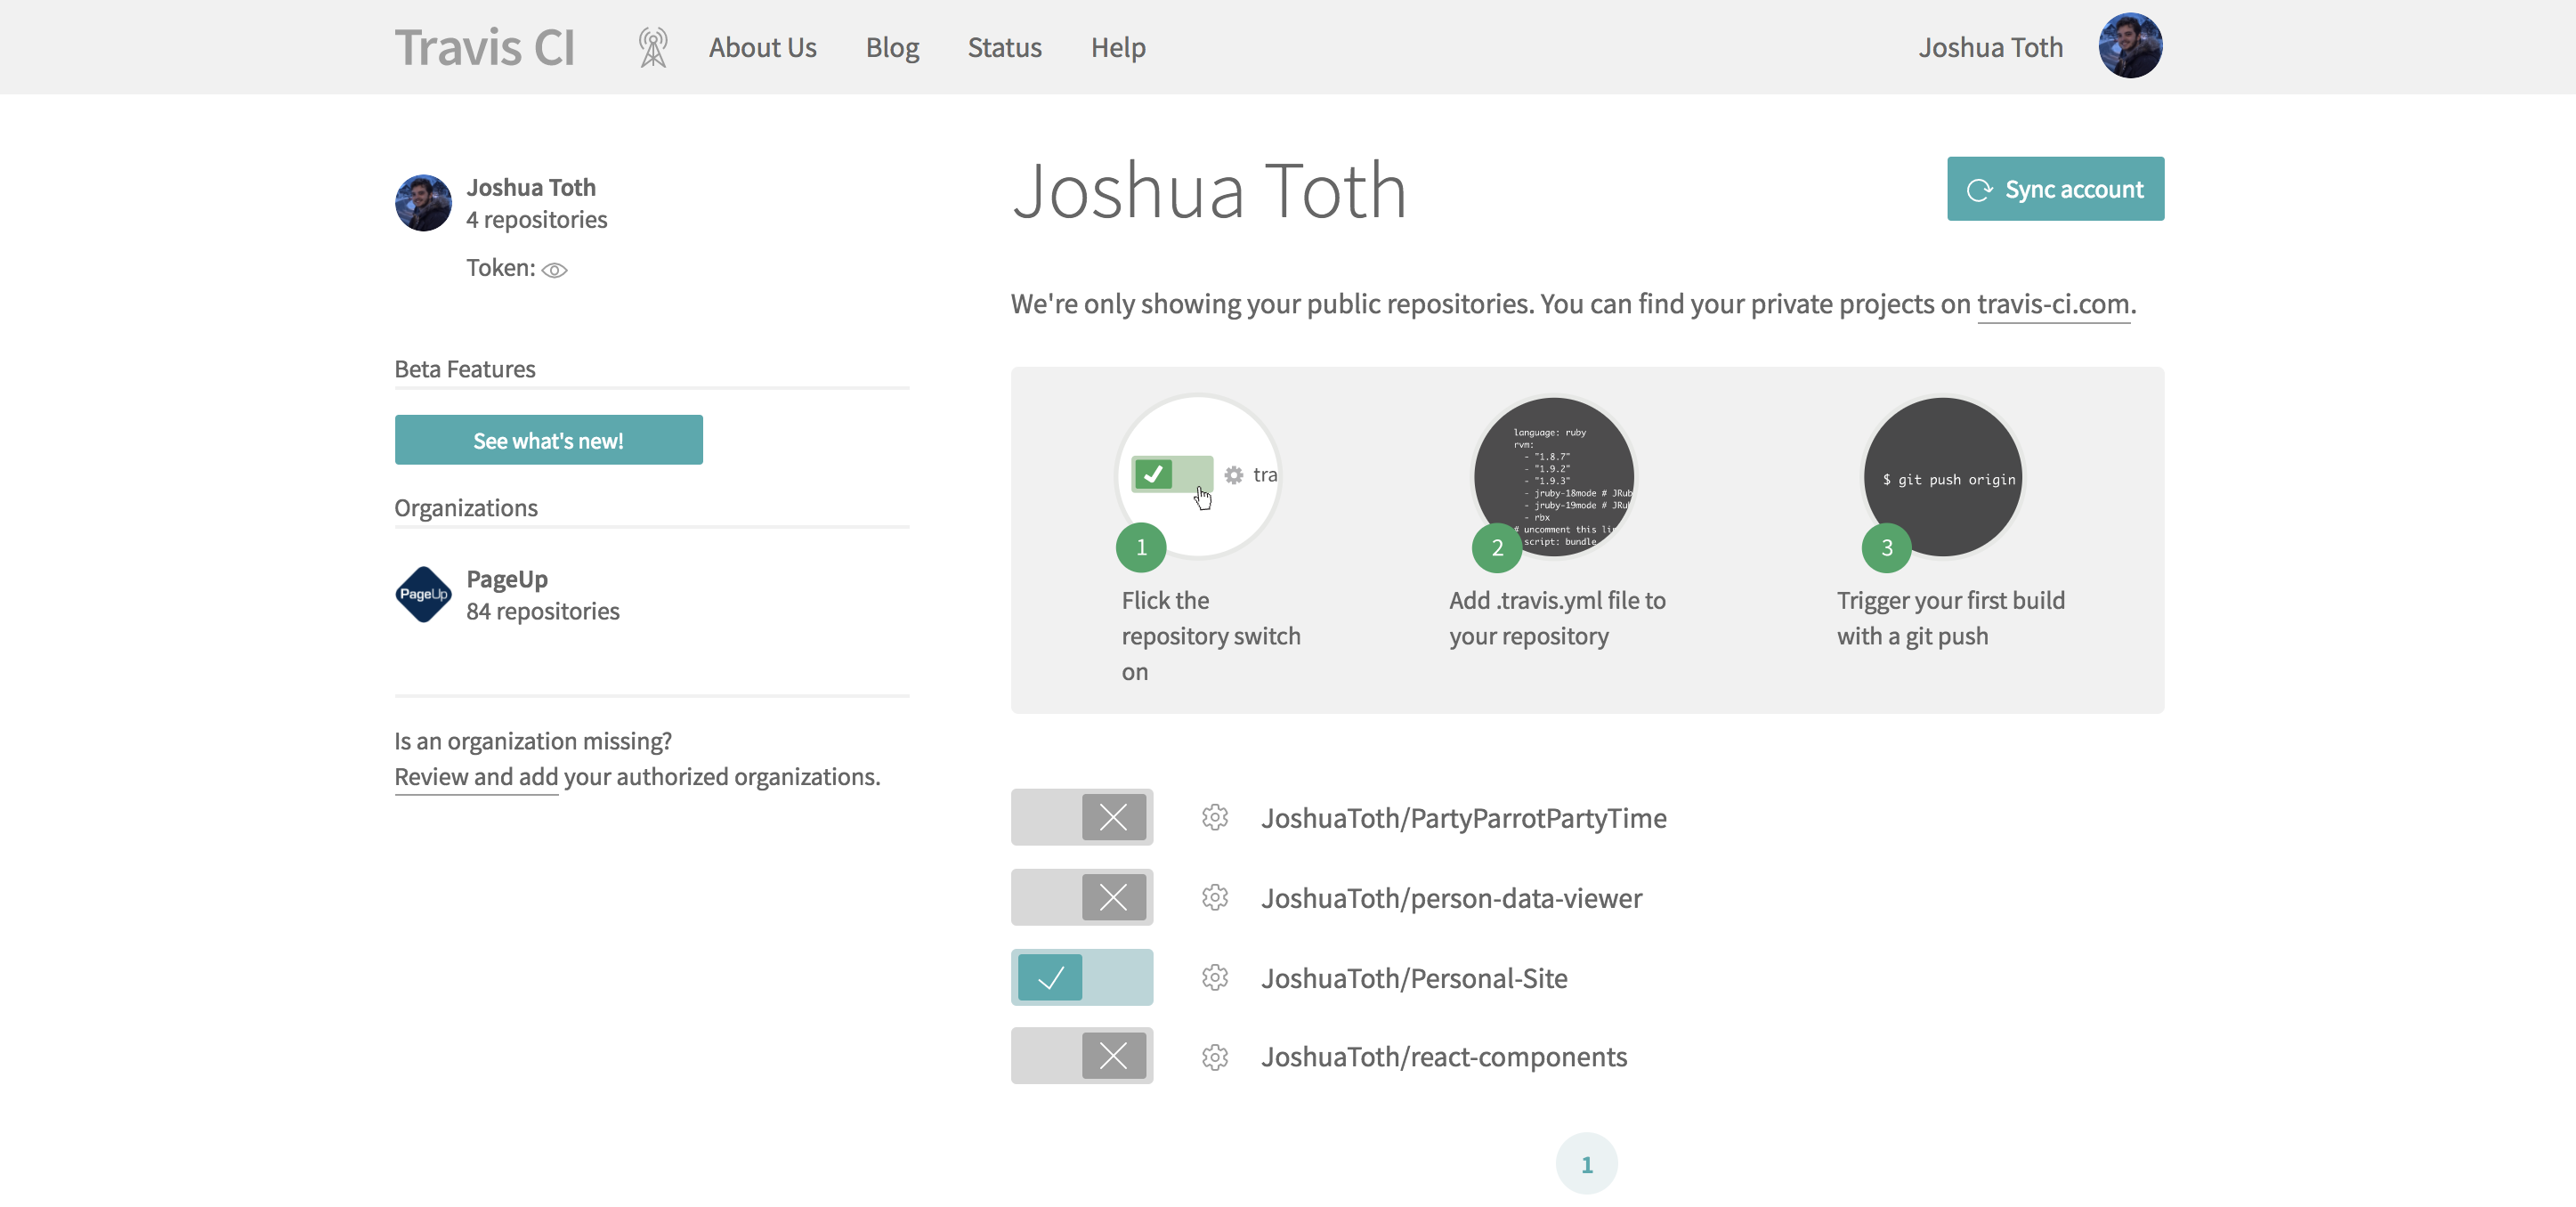 Travis CI
About Us
Blog
Status
Help
Joshua Toth
Joshua Toth
4 repositories
Token:
Beta Features
See what's new!
Organizations
PageUp
PageUp
84 repositories
Is an organization missing?
Review and add your authorized organizations.
Joshua Toth
Sync account
We're only showing your public repositories. You can find your private projects on travis-ci.com.
tra
1
Flick the
repository switch
on
language: ruby
rvm:
- "1.8.7"
- "1.9.2"
- "1.9.3"
- jruby-18mode # JRub
- jruby-19mode # JRu
- rbx
# uncomment this lin
script: bundle
2
Add .travis.yml file to
your repository
$ git push origin
3
Trigger your first build
with a git push
JoshuaToth/PartyParrotPartyTime
JoshuaToth/person-data-viewer
JoshuaToth/Personal-Site
JoshuaToth/react-components
1